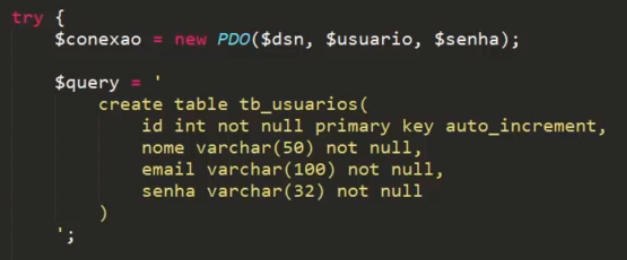 try {
$conexao = new PDO($dsn, $usuario, $senha);
$query = '
create table tb_usuarios(
id int not null primary key auto_increment,
nome varchar(50) not null,
email varchar(100) not null,
senha varchar(32) not null
)
';